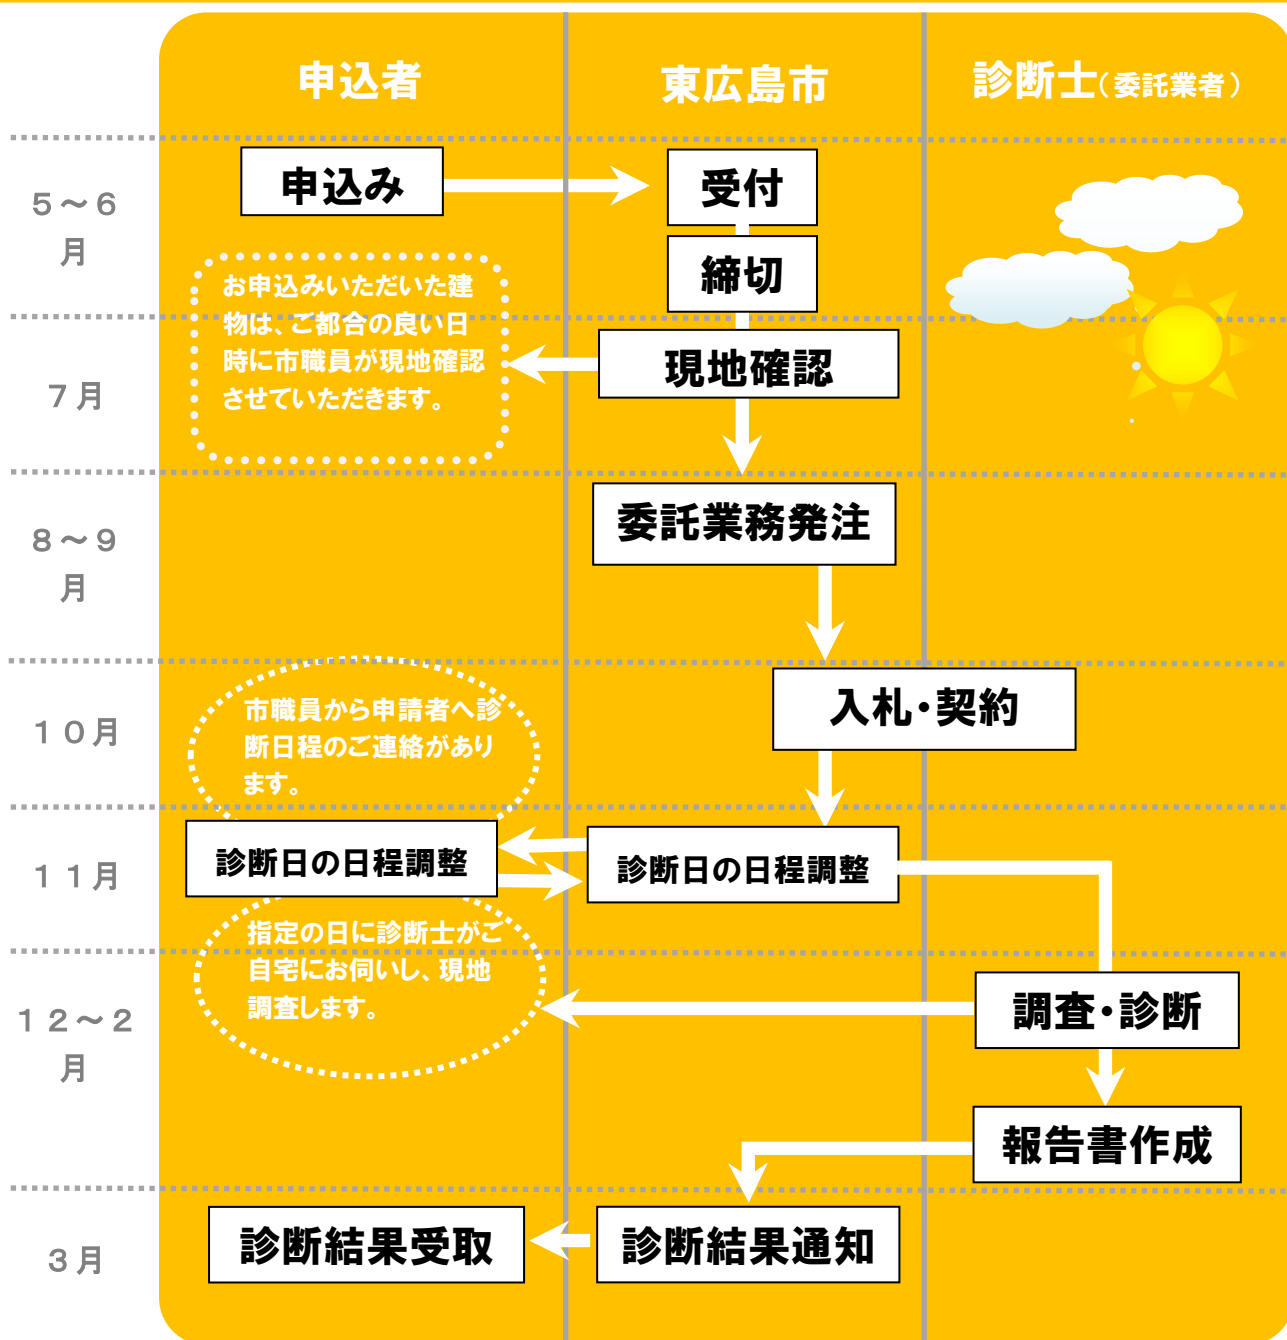 申込者
東広島市
診断士(委託業者)
5~6
月
申込み
受付
締切
お申込みいただいた建
物は、ご都合の良い日
時に市職員が現地確認
させていただきます。
7月
現地確認
8~9
月
委託業務発注
10月
市職員から申請者へ診
断日程のご連絡があり
ます。
入札・契約
11月
診断日の日程調整
診断日の日程調整
指定の日に診断士がご
自宅にお伺いし、現地
調査します。
12~2
月
調査・診断
報告書作成
3月
診断結果受取
診断結果通知